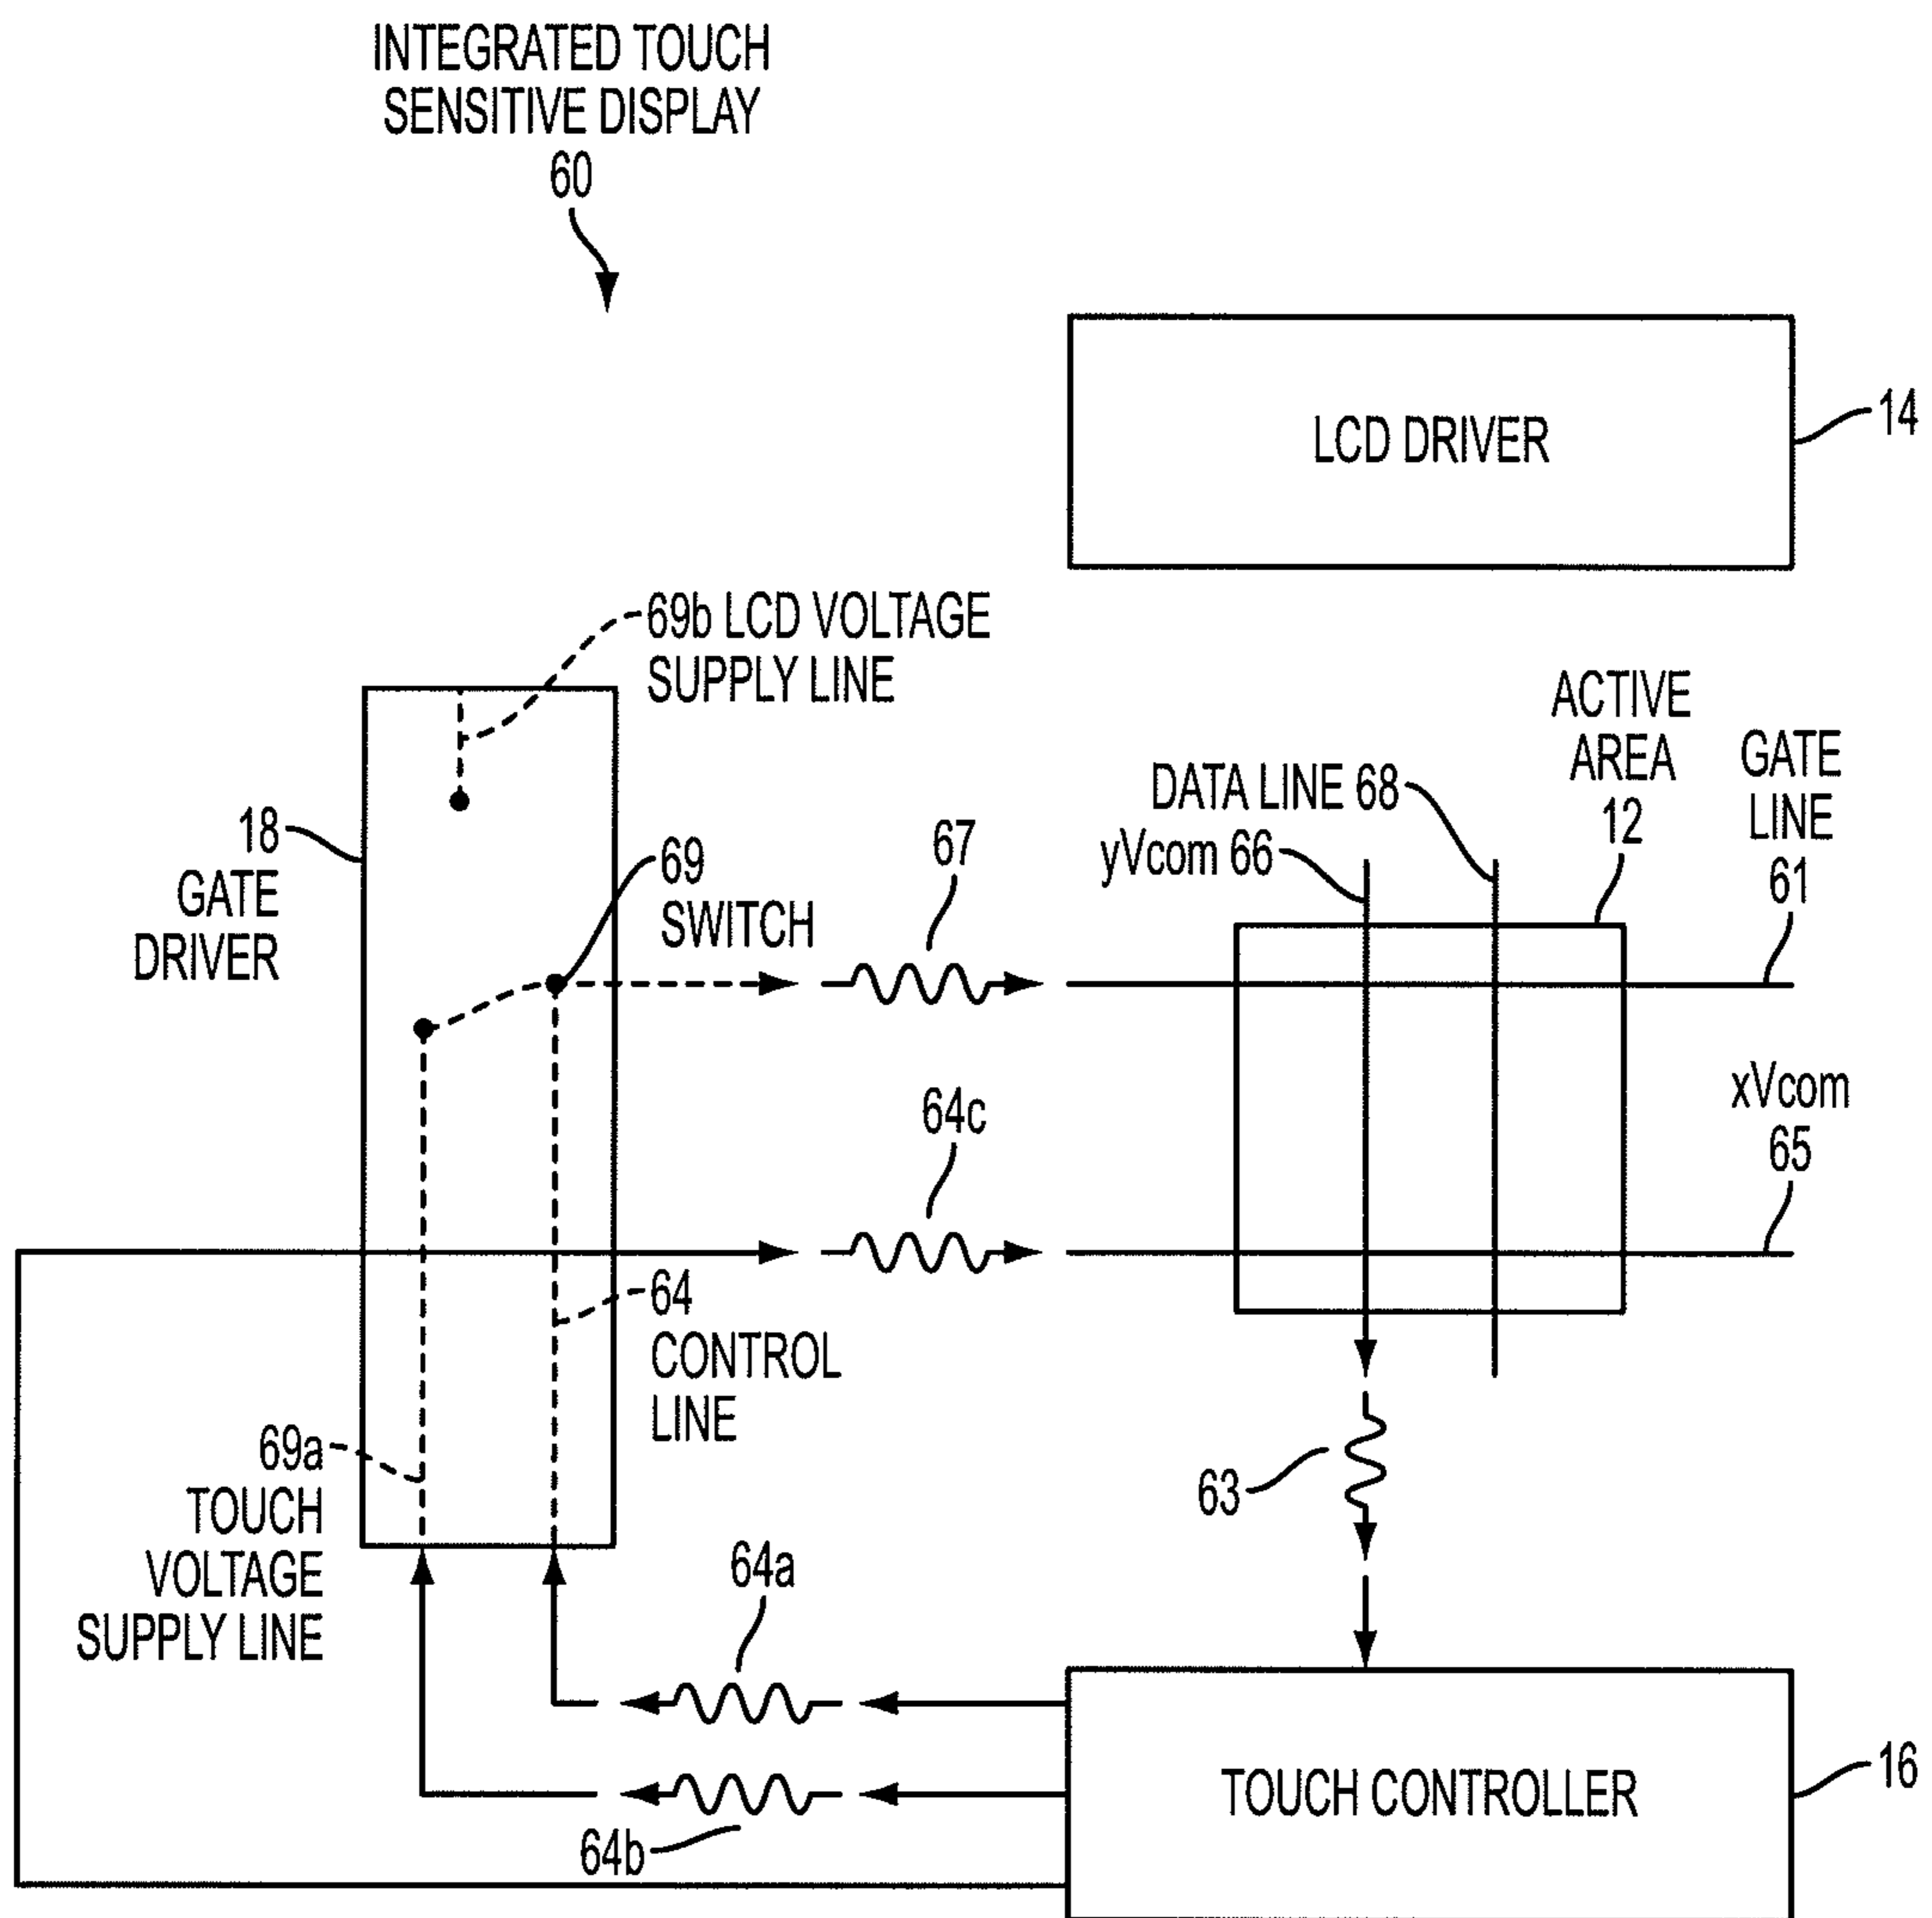 INTEGRATED TOUCH
SENSITIVE DISPLAY
60
LCD DRIVER
14
69b LCD VOLTAGE
SUPPLY LINE
ACTIVE
AREA
12
GATE
LINE
61
DATA LINE 68
yVcom 66
18
GATE
DRIVER
69
SWITCH
67
64c
xVcom
65
64
CONTROL
LINE
69a
TOUCH
VOLTAGE
SUPPLY LINE
63
64a
64b
TOUCH CONTROLLER
16